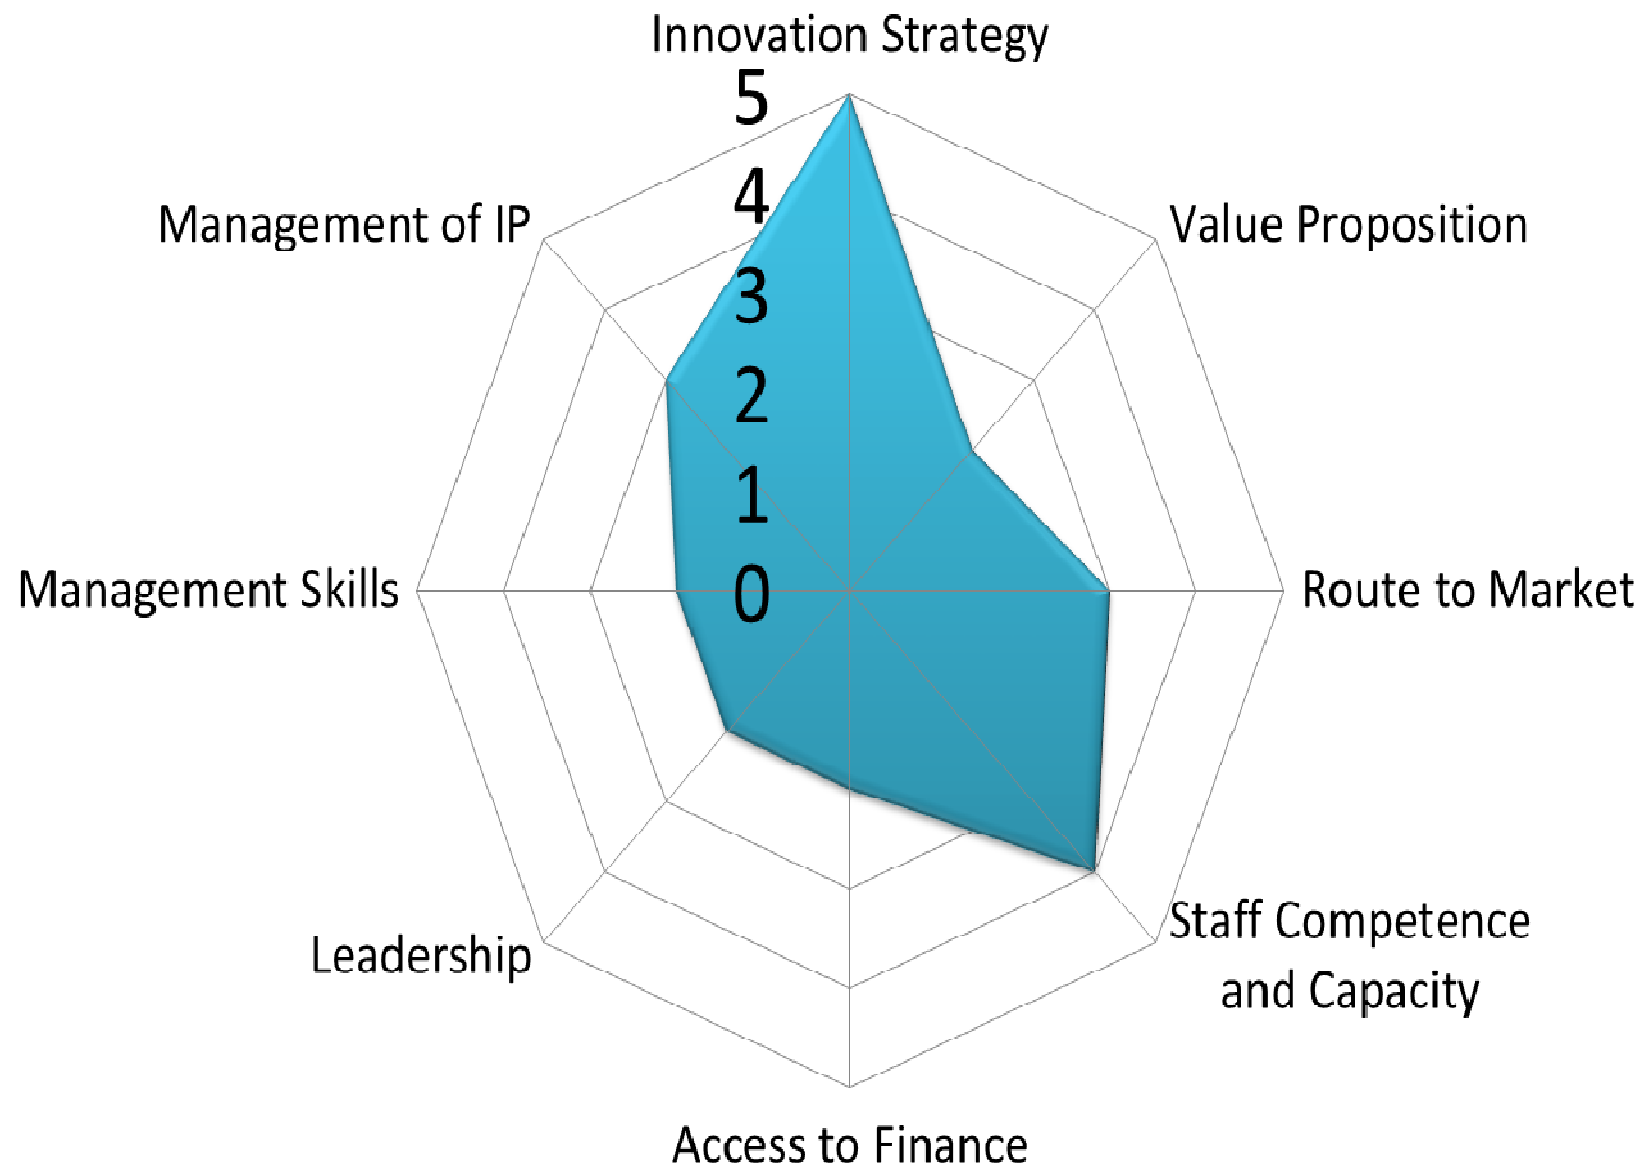 Innovation Strategy
5
Management of IP
4
Value Proposition
3
2
1
Management Skills
0
Route to Market
Leadership
Staff Competence
and Capacity
Access to Finance